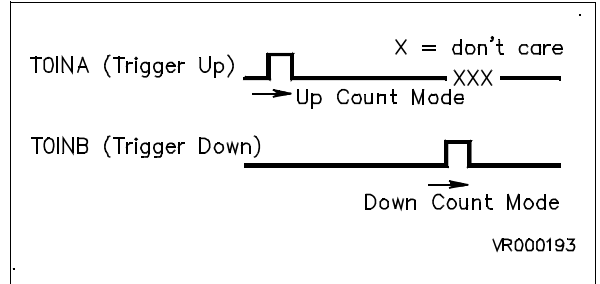 X = don't care
T0INA (Trigger Up)
XXX
Up Count Mode
T0INB (Trigger Down)
Down Count Mode
VR000193